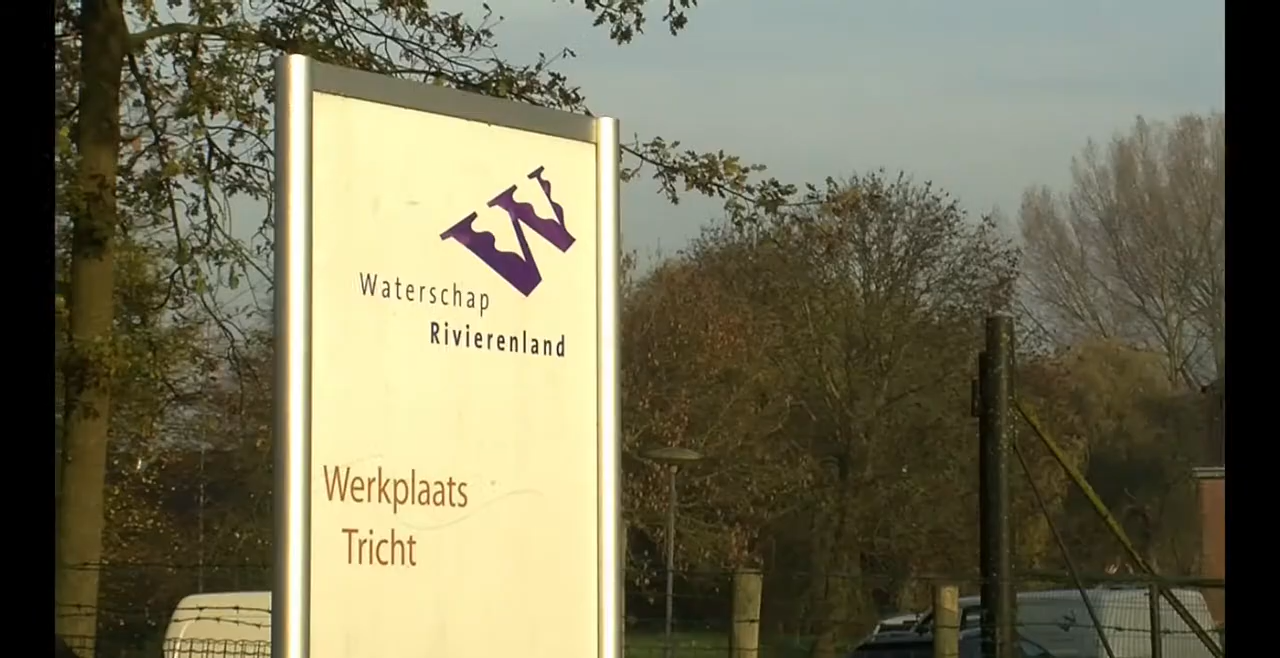 W
Waterschap
Rivierenland
Werkplaats
Tricht